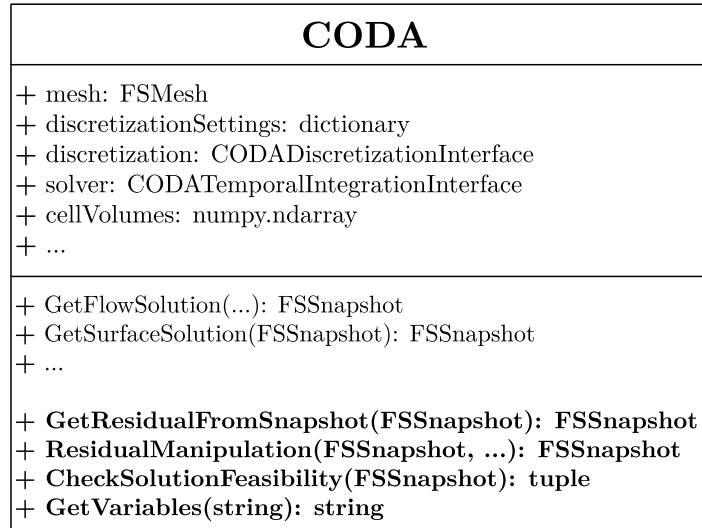 CODA
+ mesh: FSMesh
+ discretizationSettings: dictionary
+ discretization: CODADiscretizationInterface
+ solver: CODATemporalIntegrationInterface
+ cellVolumes: numpy.ndarray
+ ...
+ GetFlowSolution(...): FSSnapshot
+ GetSurfaceSolution(FSSnapshot): FSSnapshot
+ ...
+ GetResidualFromSnapshot(FSSnapshot): FSSnapshot
+ ResidualManipulation(FSSnapshot, ...): FSSnapshot
+ CheckSolutionFeasibility(FSSnapshot): tuple
+ GetVariables(string): string